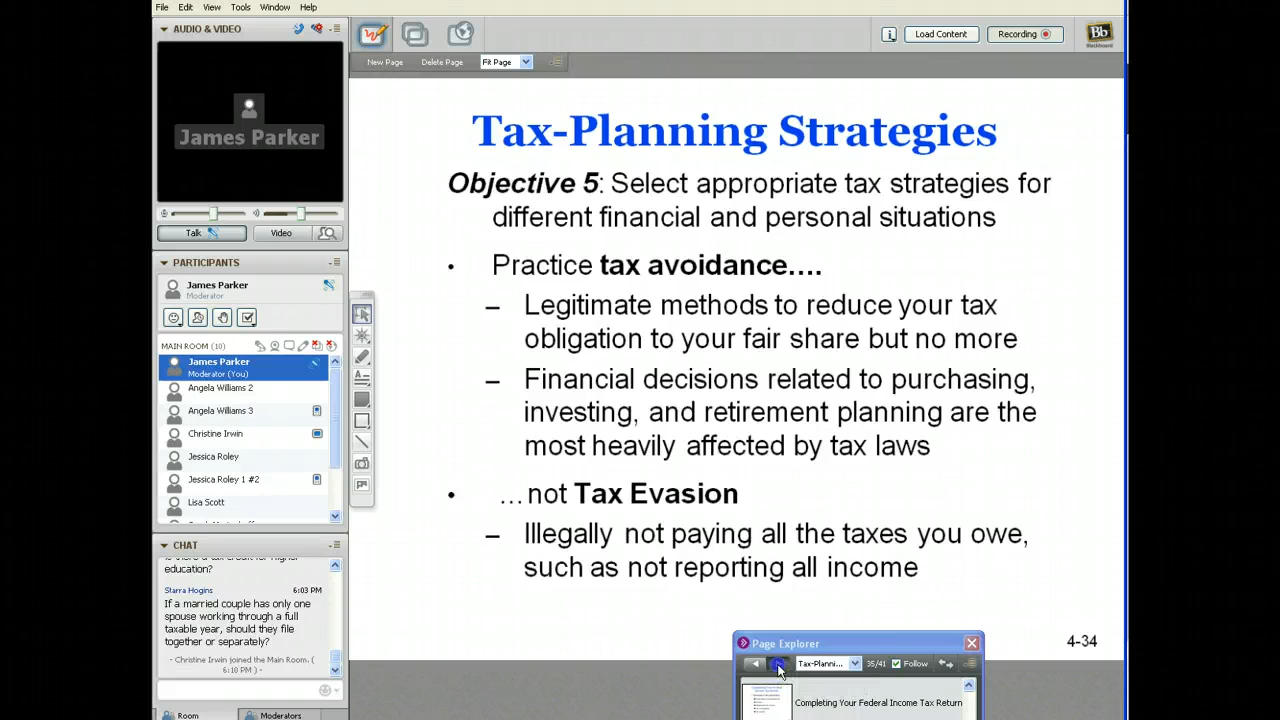 File Edit View Tools Window Help
AUDIO & VIDEO
James Parker
Talk
Video
PARTICIPANTS
James Parker
Moderator
MAIN ROOM (10)
James Parker
Moderator (You)
Angela Williams 2
Angela Williams 3
Christine Irwin
Jessica Roley
Jessica Roley 1 #2
Lisa Scott
CHAT
education?
Starra Hogins 6:03 PM
If a married couple has only one
spouse working through a full
taxable year, should they file
together or separately?
- Christine Irwin joined the Main Room. (
6:10 PM ) -
Room
Moderators
Load Content
Recording
Bb
Blackboard
New Page Delete Page Fit Page
Tax-Planning Strategies
Objective 5: Select appropriate tax strategies for
different financial and personal situations
• Practice tax avoidance....
– Legitimate methods to reduce your tax
obligation to your fair share but no more
– Financial decisions related to purchasing,
investing, and retirement planning are the
most heavily affected by tax laws
• ...not Tax Evasion
– Illegally not paying all the taxes you owe,
such as not reporting all income
4-34
Page Explorer
Tax-Planni... 35/41 Follow
Completing Your Federal Income Tax Return